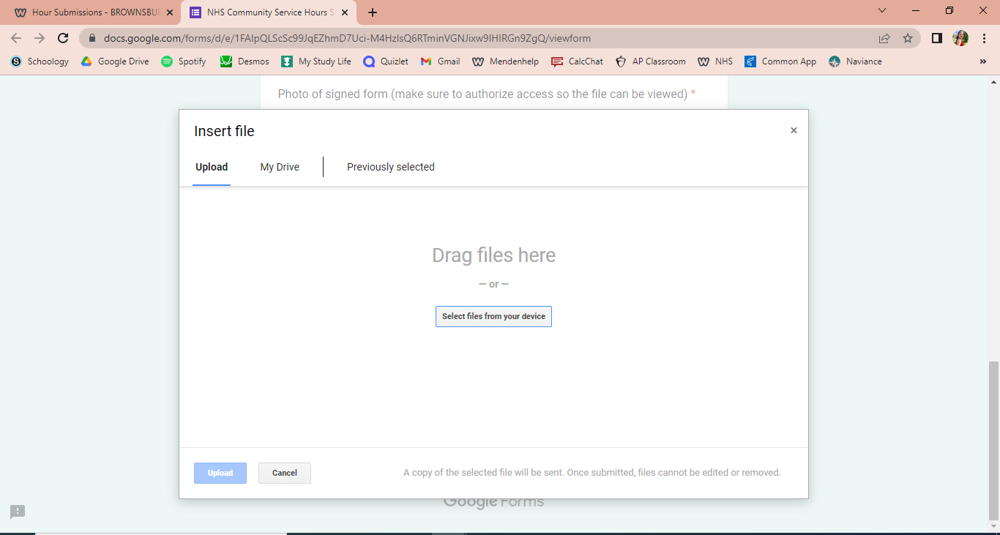 Hour Submissions - BROWNSBU
NHS Community Service Hours S
docs.google.com/forms/d/e/1FAIpQLScSc99JqEZhmD7Uci-M4HzIsQ6RTminVGNJixw9IHIRGn9ZgQ/viewform
Schoology Google Drive Spotify Desmos My Study Life Quizlet Gmail Mendenhelp CalcChat AP Classroom NHS Common App Naviance »
Photo of signed form (make sure to authorize access so the file can be viewed) *
Insert file
Upload My Drive Previously selected
Drag files here
— or —
Select files from your device
Upload Cancel A copy of the selected file will be sent. Once submitted, files cannot be edited or removed.
Google Forms